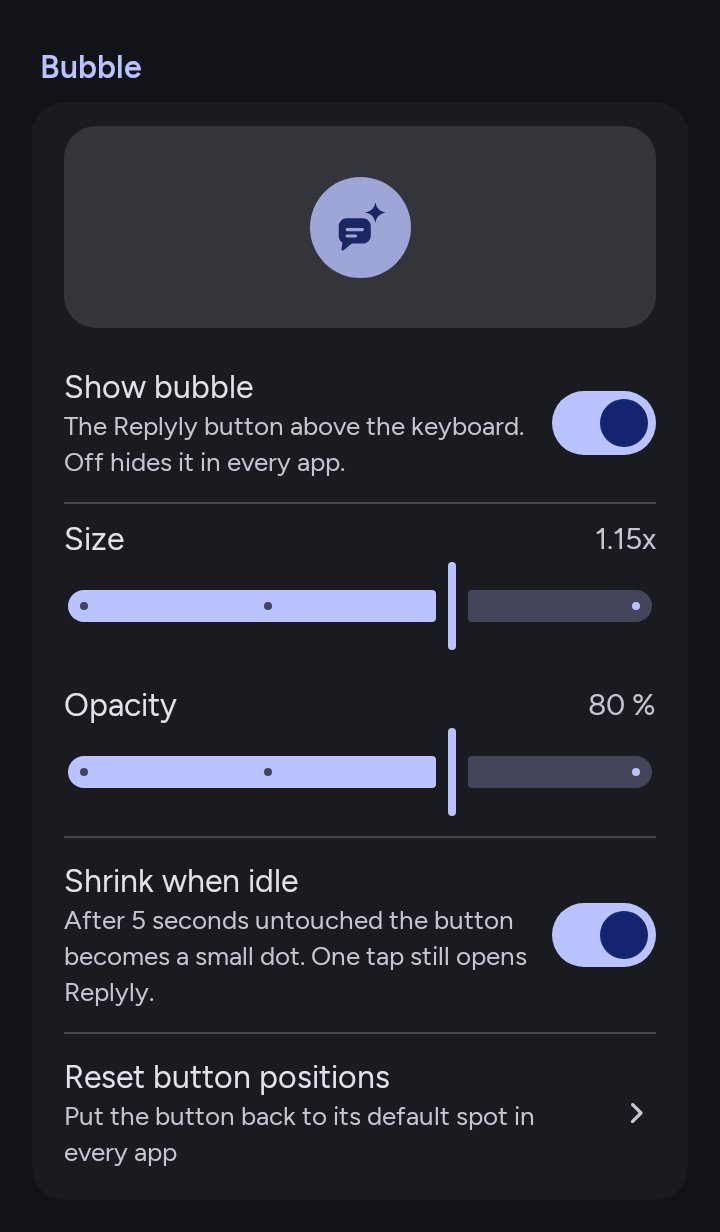 Bubble
Show bubble
The Replyly button above the keyboard.
Off hides it in every app.
Size
1.15x
Opacity
80 %
Shrink when idle
After 5 seconds untouched the button
becomes a small dot. One tap still opens
Replyly.
Reset button positions
Put the button back to its default spot in
every app